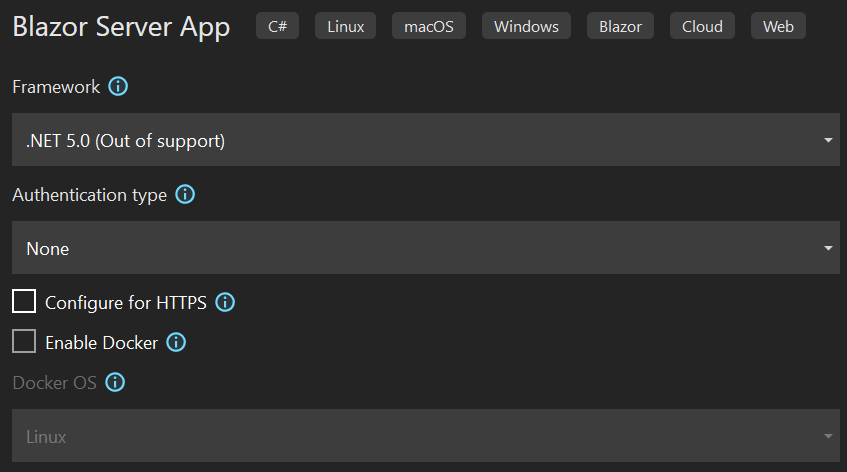 Blazor Server App C# Linux macOS Windows Blazor Cloud Web
Framework
.NET 5.0 (Out of support)
Authentication type
None
Configure for HTTPS
Enable Docker
Docker OS
Linux